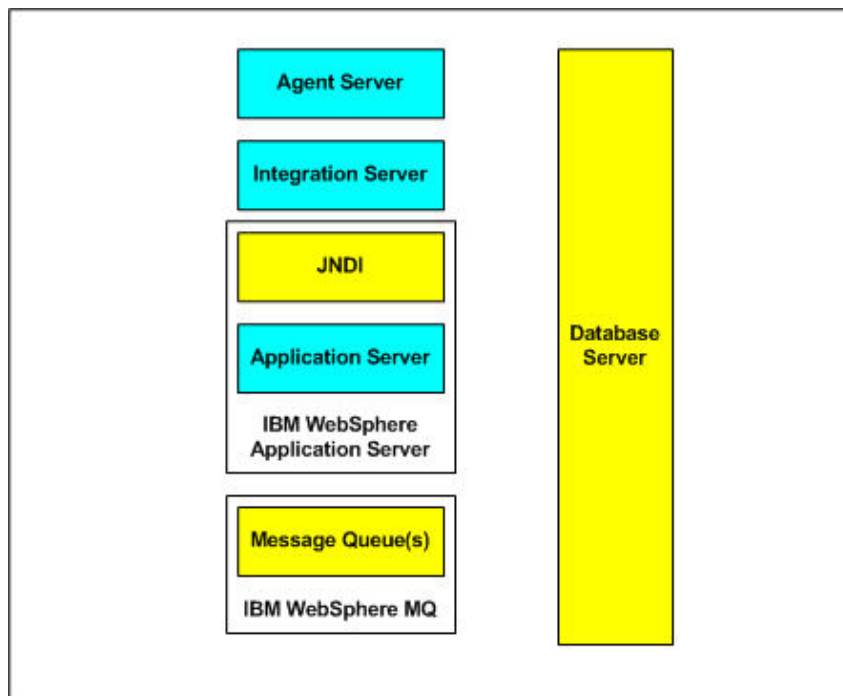 Agent Server
Integration Server
JNDI
Application Server
IBM WebSphere
Application Server
Message Queue(s)
IBM WebSphere MQ
Database
Server